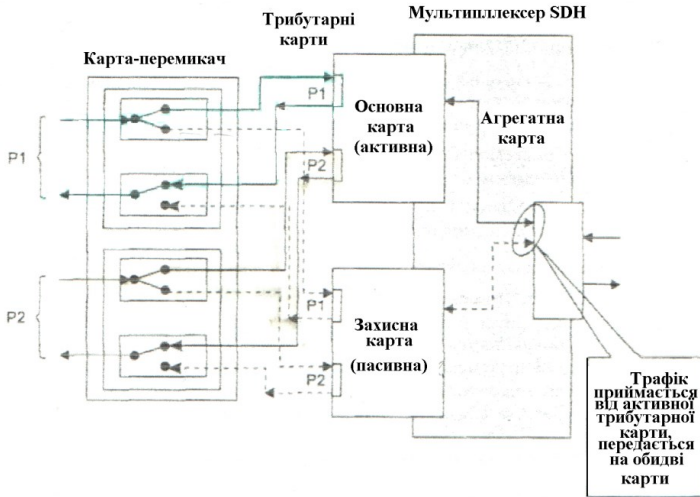 Мультипллексер SDH
Трибутарні
карти
Карта-перемикач
P1
Основна
карта
(активна)
Агрегатна
карта
P1
P2
P2
P1
Захисна
карта
(пасивна)
P2
Трафік
приймається
від активної
трибутарної
карти,
передається
на обидві
карти